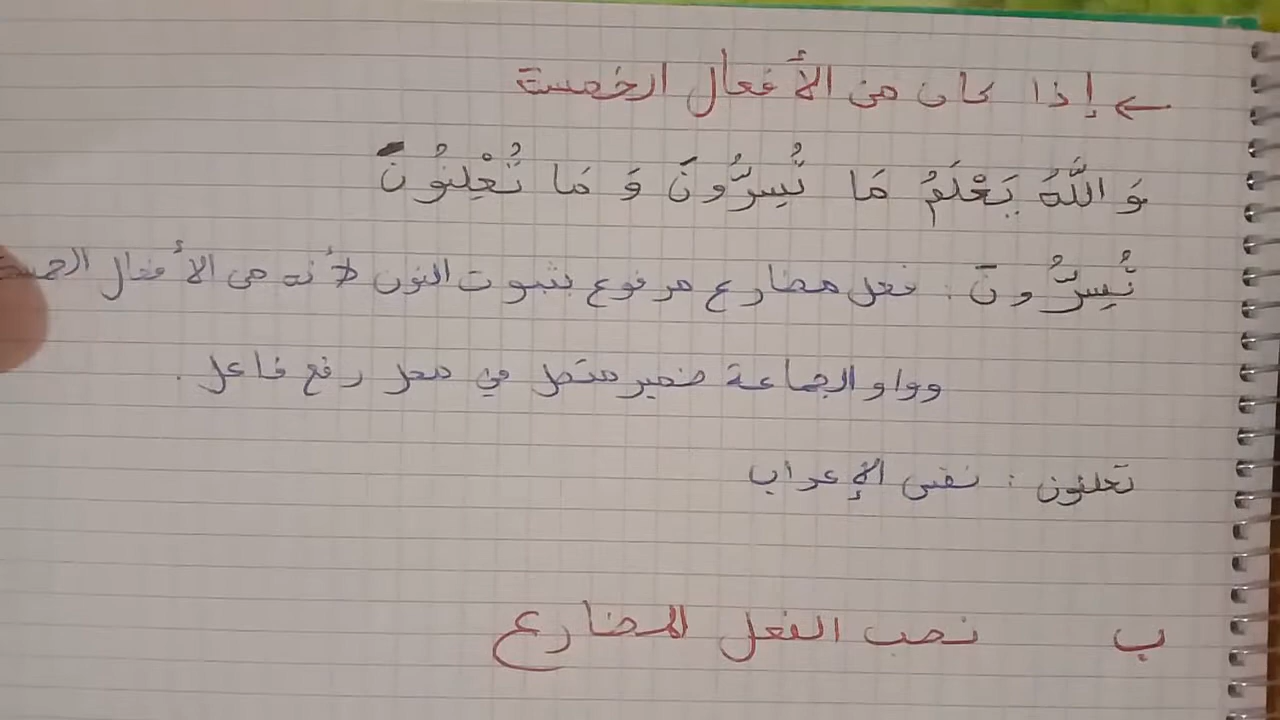 ← إذا كان من الأفعال الخمسة
وَ اللَّهُ يَعْلَمُ مَا تُسِرُّونَ وَ مَا تُعْلِنُونَ
تُسِرُّونَ : فعل مضارع مرفوع بثبوت النون لأنه من الأفعال الخمسة
وواو الجماعة ضمير متصل في محل رفع فاعل .
تعلنون : نفس الإعراب
ب نصب الفعل المضارع